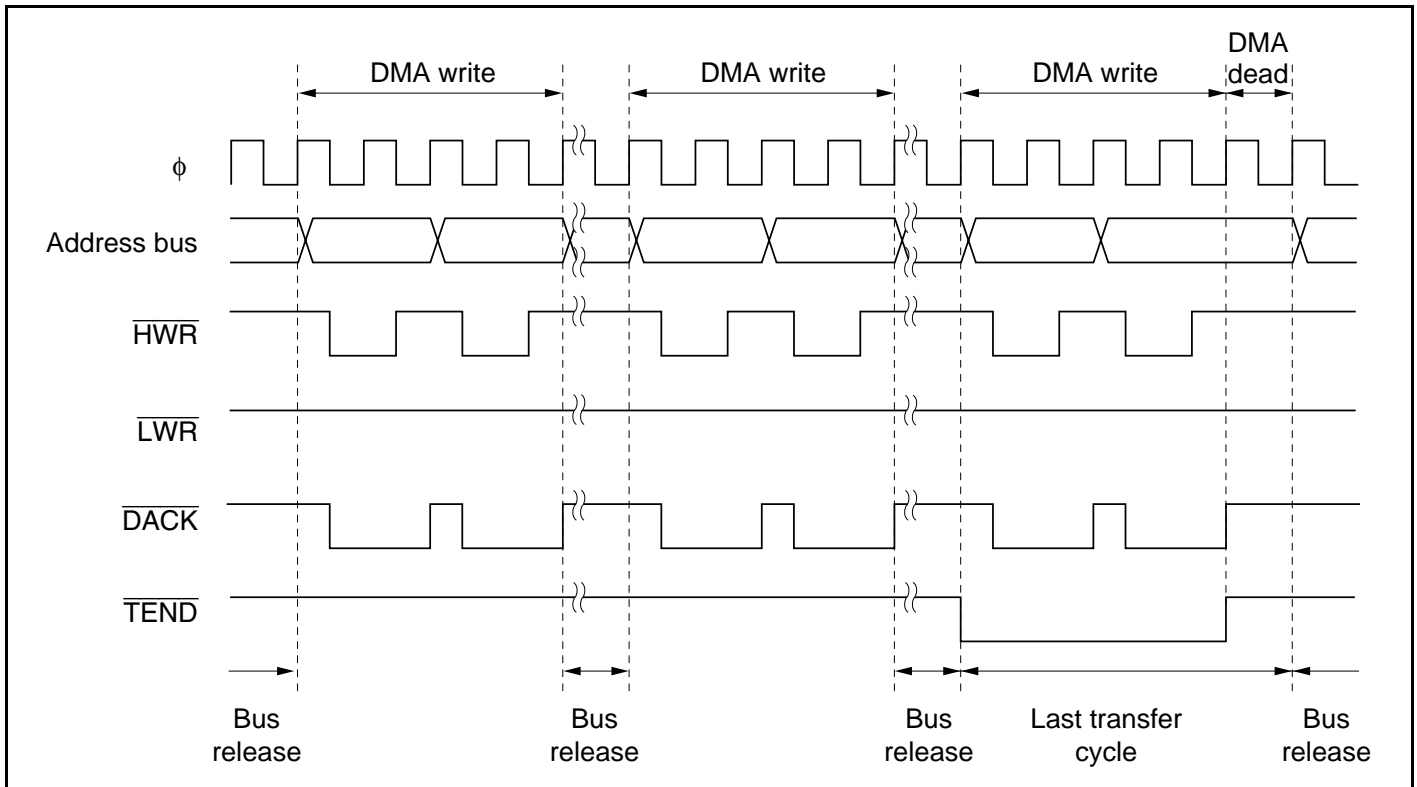 DMA write
DMA write
DMA write
DMA
dead
φ
Address bus
HWR
LWR
DACK
TEND
Bus
release
Bus
release
Bus
release
Last transfer
cycle
Bus
release